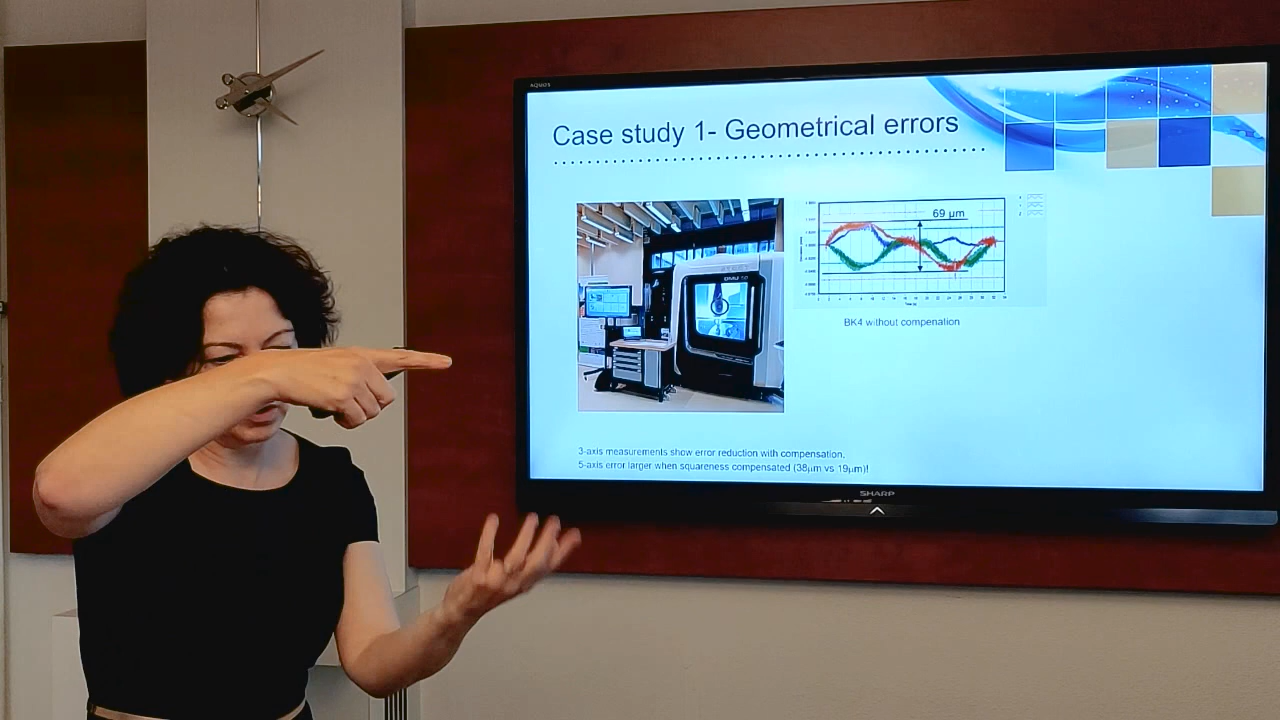 AQUOS
Case study 1- Geometrical errors
69 µm
BK4 without compenation
3-axis measurements show error reduction with compensation,
5-axis error larger when squareness compensated (38µm vs 19µm)!
SHARP